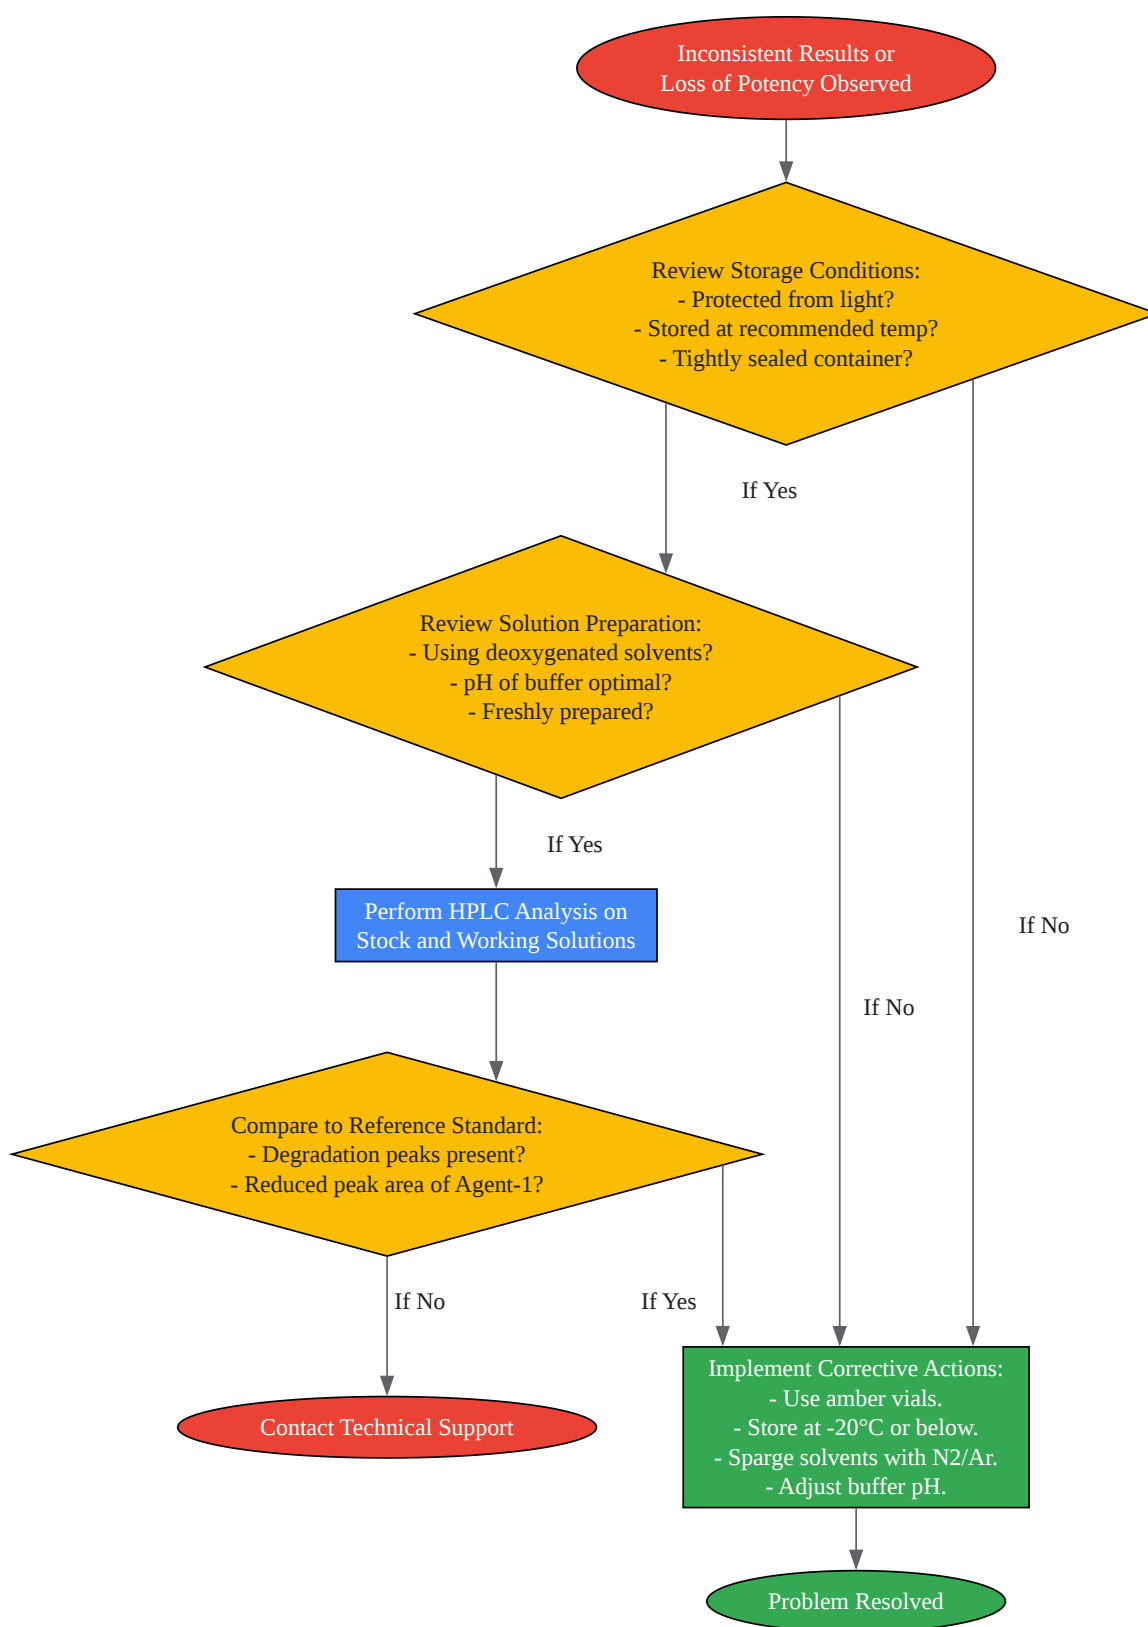 Inconsistent Results or
Loss of Potency Observed
Review Storage Conditions:
- Protected from light?
- Stored at recommended temp?
- Tightly sealed container?
If Yes
Review Solution Preparation:
- Using deoxygenated solvents?
- pH of buffer optimal?
- Freshly prepared?
If Yes
Perform HPLC Analysis on
Stock and Working Solutions
If No
If No
Compare to Reference Standard:
- Degradation peaks present?
- Reduced peak area of Agent-1?
If No
If Yes
Implement Corrective Actions:
- Use amber vials.
- Store at -20°C or below.
- Sparge solvents with N2/Ar.
- Adjust buffer pH.
Contact Technical Support
Problem Resolved